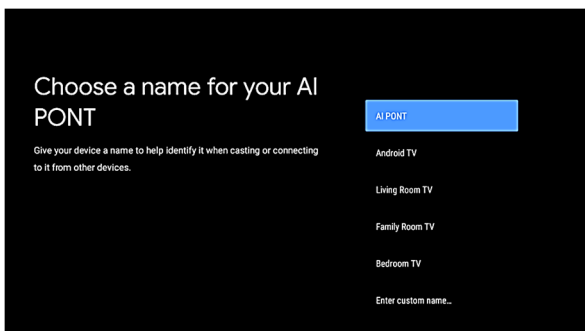 Choose a name for your AI
PONT
Give your device a name to help identify it when casting or connecting
to it from other devices.
AI PONT
Android TV
Living Room TV
Family Room TV
Bedroom TV
Enter custom name...